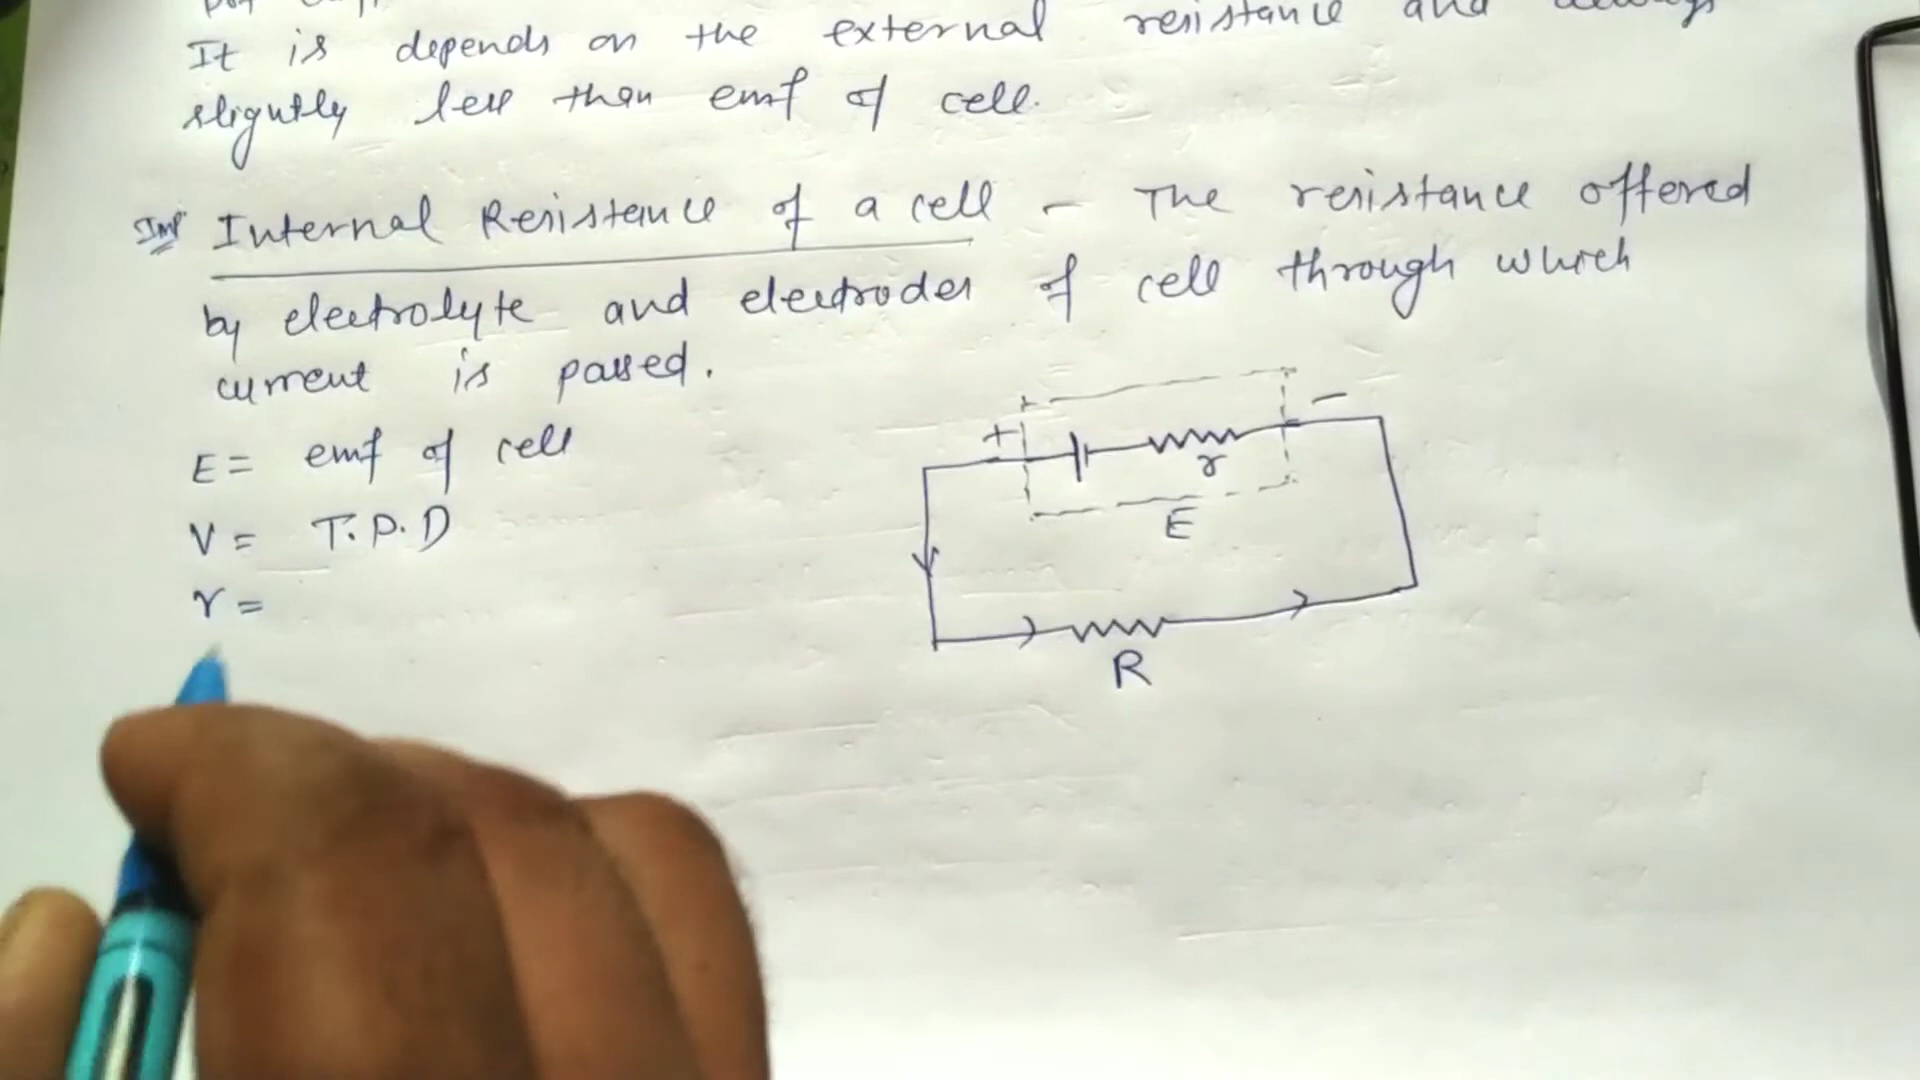 It is depends on the external resistance and
slightly less than emf of cell.
Imp Internal Resistance of a cell - The resistance offered
by electrolyte and electrodes of cell through which
current is passed.
E = emf of cell
V = T.P.D
r =
+ -
r
E
R